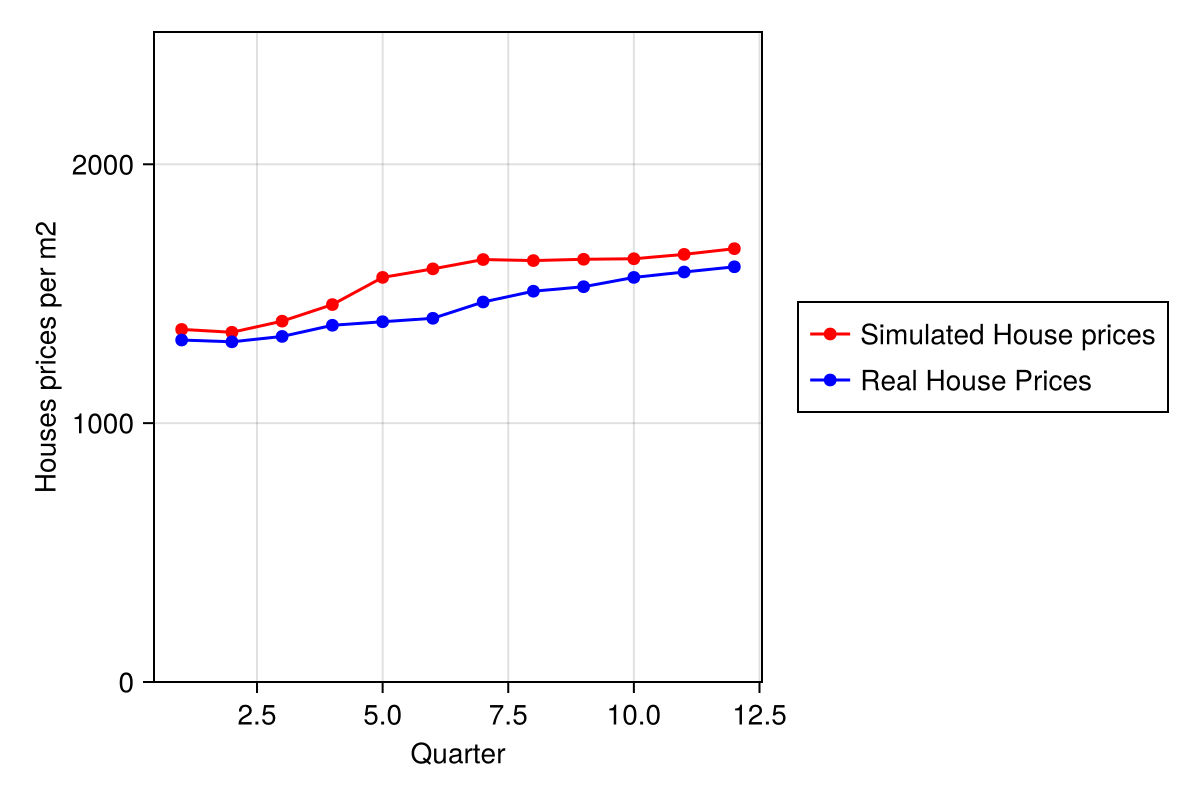 2000
1000
0
Houses prices per m2
2.5 5.0 7.5 10.0 12.5
Quarter
Simulated House prices
Real House Prices